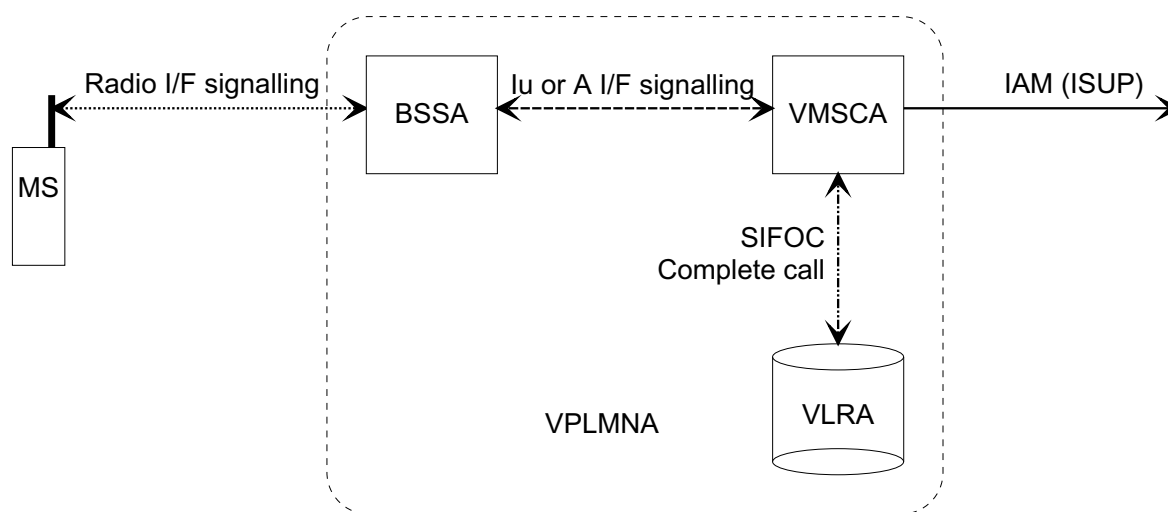 Radio I/F signalling
Iu or A I/F signalling
IAM (ISUP)
BSSA
VMSCA
MS
SIFOC
Complete call
VPLMNA
VLRA